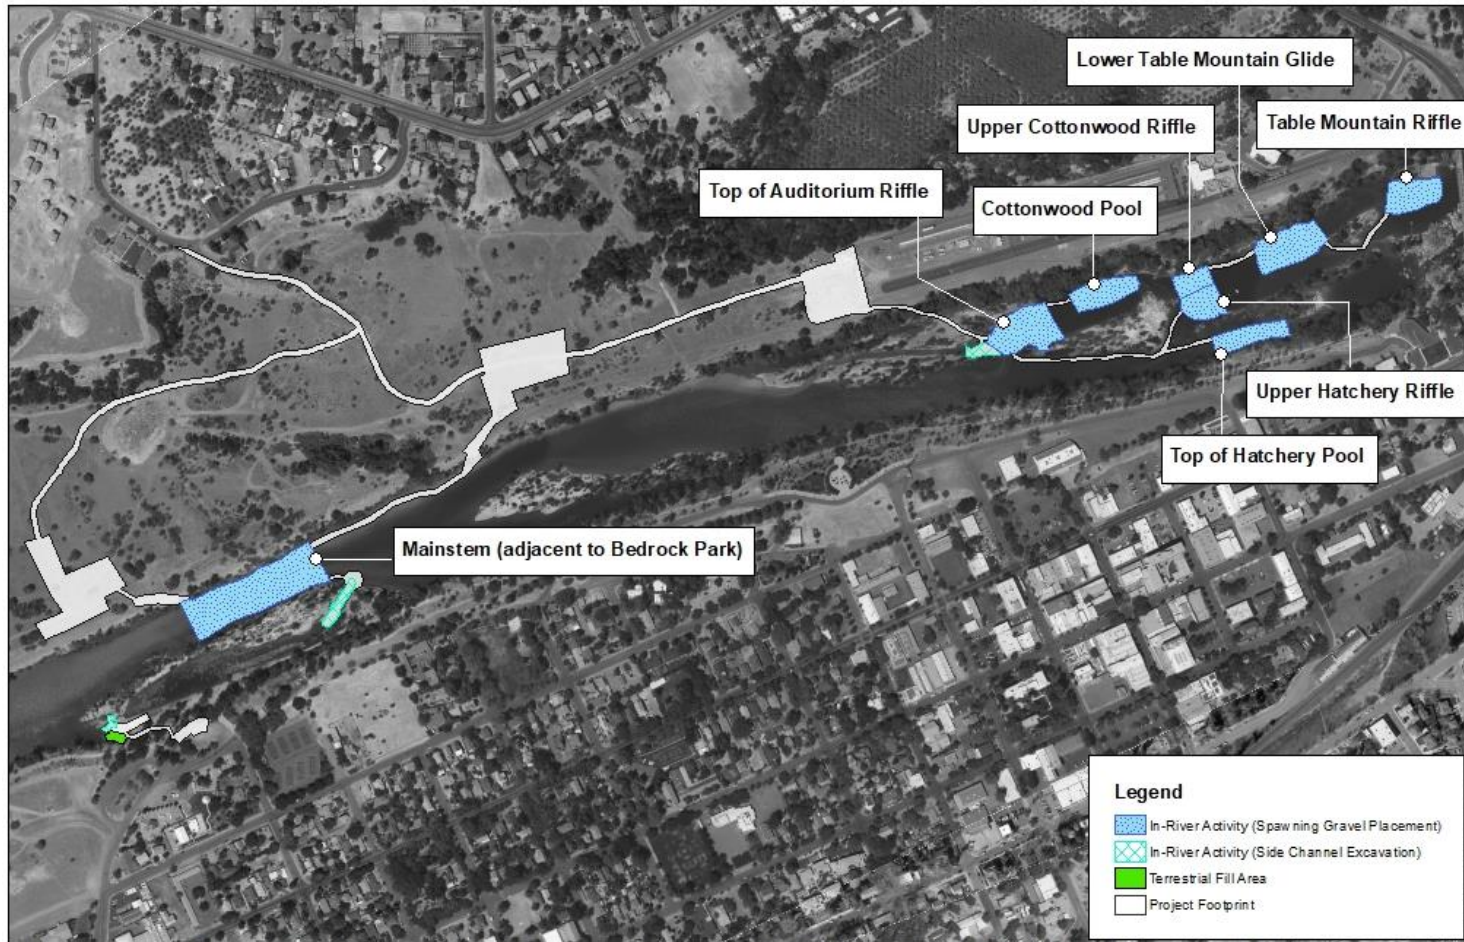 Lower Table Mountain Glide
Upper Cottonwood Riffle
Table Mountain Riffle
Top of Auditorium Riffle
Cottonwood Pool
Upper Hatchery Riffle
Top of Hatchery Pool
Mainstem (adjacent to Bedrock Park)
Legend
In-River Activity (Spawning Gravel Placement)
In-River Activity (Side Channel Excavation)
Terrestrial Fill Area
Project Footprint